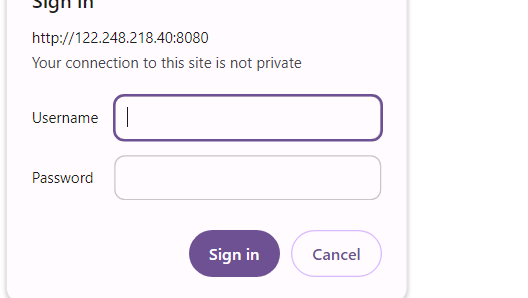 Sign in
http://122.248.218.40:8080
Your connection to this site is not private
Username
Password
Sign in
Cancel